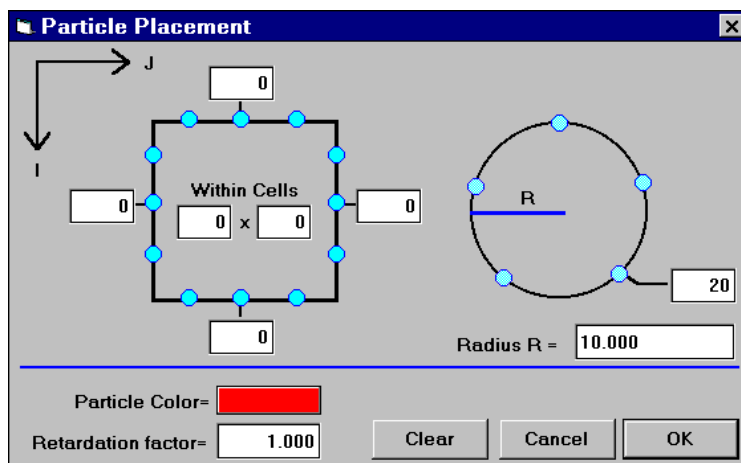 Particle Placement
J
I
0
Within Cells
0 0 x 0 0
0
R
20
Radius R = 10.000
Particle Color=
Retardation factor= 1.000
Clear Cancel OK